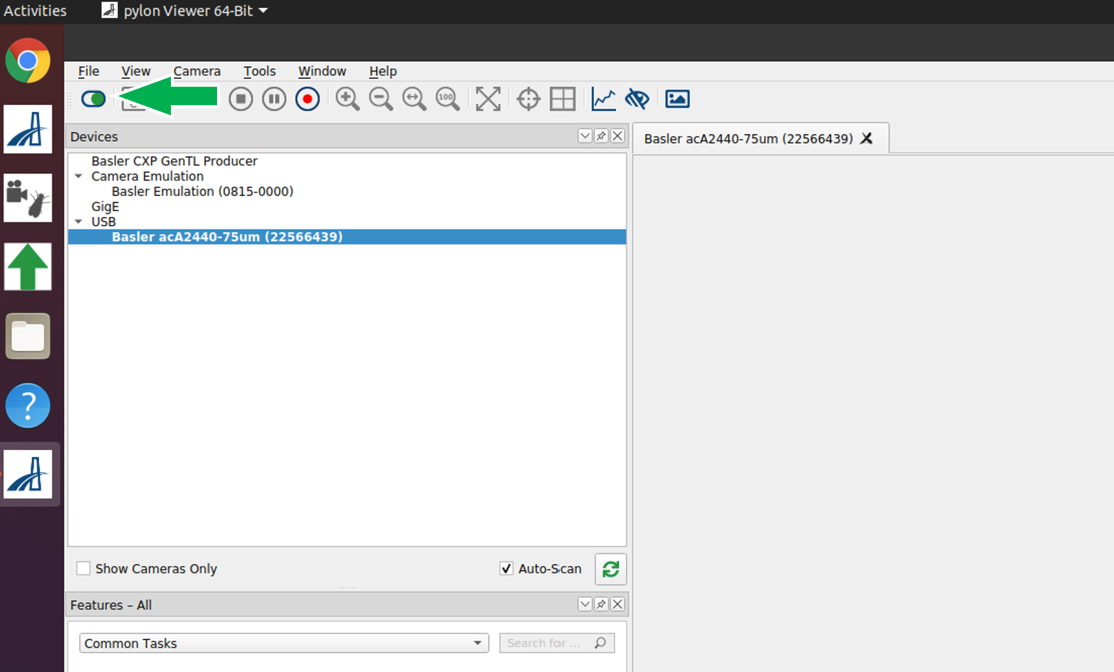 Activities pylon Viewer 64-Bit
File View Camera Tools Window Help
100
Devices
Basler acA2440-75um (22566439)
Basler CXP GenTL Producer
Camera Emulation
Basler Emulation (0815-0000)
GigE
USB
Basler acA2440-75um (22566439)
Show Cameras Only Auto-Scan
Features – All
Common Tasks Search for ...